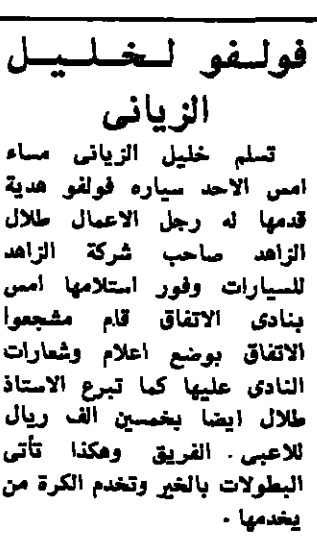 فولفو لخليل
الزيانى
تسلم خليل الزيانى مساء
امس الاحد سياره فولفو هدية
قدمها له رجل الاعمال طلال
الزاهد صاحب شركة الزاهد
للسيارات وفور استلامها امس
بنادى الاتفاق قام مشجعوا
الاتفاق بوضع اعلام وشعارات
النادى عليها كما تبرع الاستاذ
طلال ايضا بخمسين الف ريال
للاعبى . الفريق وهكذا تأتى
البطولات بالخير وتخدم الكرة من
يخدمها .